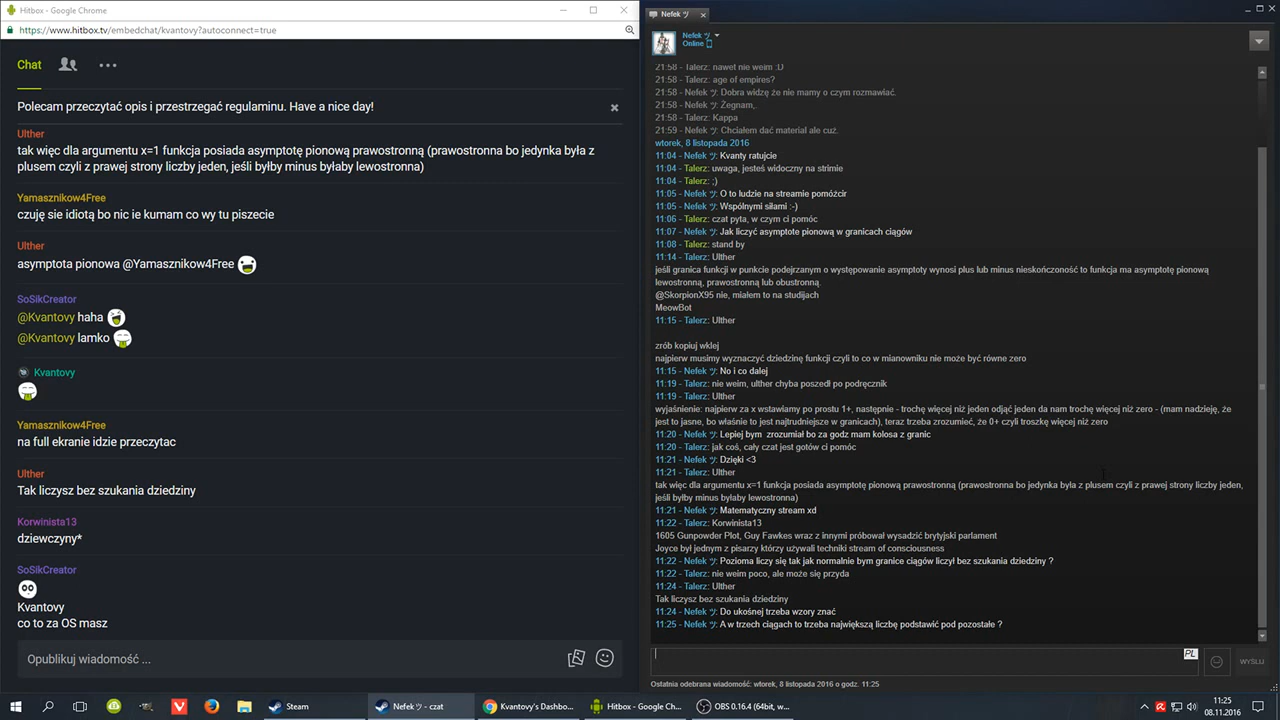 Hitbox - Google Chrome
https://www.hitbox.tv/embedchat/kvantovy?autoconnect=true
Chat
Polecam przeczytać opis i przestrzegać regulaminu. Have a nice day!
Ulther
tak więc dla argumentu x=1 funkcja posiada asymptotę pionową prawostronną (prawostronna bo jedynka była z
plusem czyli z prawej strony liczby jeden, jeśli byłby minus byłaby lewostronna)
Yamasznikow4Free
czuję sie idiotą bo nic ie kumam co wy tu piszecie
Ulther
asymptota pionowa @Yamasznikow4Free
SoSikCreator
@Kvantovy haha
@Kvantovy lamko
Kvantovy
Yamasznikow4Free
na full ekranie idzie przeczytac
Ulther
Tak liczysz bez szukania dziedziny
Korwinista13
dziewczyny*
SoSikCreator
Kvantovy
co to za OS masz
Opublikuj wiadomość ...
Nefek ツ
Nefek ツ
Online
21:58 - Talerz: nawet nie weim :D
21:58 - Talerz: age of empires?
21:58 - Nefek ツ: Dobra widzę że nie mamy o czym rozmawiać.
21:58 - Nefek ツ: Żegnam,.
21:58 - Talerz: Kappa
21:59 - Nefek ツ: Chciałem dać material ale cuż.
wtorek, 8 listopada 2016
11:04 - Nefek ツ: Kvanty ratujcie
11:04 - Talerz: uwaga, jesteś widoczny na strimie
11:04 - Talerz: ;)
11:05 - Nefek ツ: O to ludzie na streamie pomóżcir
11:05 - Nefek ツ: Wspólnymi siłami :-)
11:06 - Talerz: czat pyta, w czym ci pomóc
11:07 - Nefek ツ: Jak liczyć asymptote pionową w granicach ciągów
11:08 - Talerz: stand by
11:14 - Talerz: Ulther
jeśli granica funkcji w punkcie podejrzanym o występowanie asymptoty wynosi plus lub minus nieskończoność to funkcja ma asymptotę pionową
lewostronną, prawostronną lub obustronną.
@SkorpionX95 nie, miałem to na studijach
MeowBot
11:15 - Talerz: Ulther
zrób kopiuj wklej
najpierw musimy wyznaczyć dziedzinę funkcji czyli to co w mianowniku nie może być równe zero
11:15 - Nefek ツ: No i co dalej
11:19 - Talerz: nie weim, ulther chyba poszedł po podręcznik
11:19 - Talerz: Ulther
wyjaśnienie: najpierw za x wstawiamy po prostu 1+, następnie - trochę więcej niż jeden odjąć jeden da nam trochę więcej niż zero - (mam nadzieję, że
jest to jasne, bo właśnie to jest najtrudniejsze w granicach), teraz trzeba zrozumieć, że 0+ czyli troszkę więcej niż zero
11:20 - Nefek ツ: Lepiej bym zrozumiał bo za godz mam kolosa z granic
11:20 - Talerz: jak coś, cały czat jest gotów ci pomóc
11:21 - Nefek ツ: Dzięki <3
11:21 - Talerz: Ulther
tak więc dla argumentu x=1 funkcja posiada asymptotę pionową prawostronną (prawostronna bo jedynka była z plusem czyli z prawej strony liczby jeden,
jeśli byłby minus byłaby lewostronna)
11:21 - Nefek ツ: Matematyczny stream xd
11:22 - Talerz: Korwinista13
1605 Gunpowder Plot, Guy Fawkes wraz z innymi próbował wysadzić brytyjski parlament
Joyce był jednym z pisarzy którzy używali techniki stream of consciousness
11:22 - Nefek ツ: Pozioma liczy się tak jak normalnie bym granice ciągów liczył bez szukania dziedziny ?
11:22 - Talerz: nie weim poco, ale może się przyda
11:24 - Talerz: Ulther
Tak liczysz bez szukania dziedziny
11:24 - Nefek ツ: Do ukośnej trzeba wzory znać
11:25 - Nefek ツ: A w trzech ciągach to trzeba największą liczbę podstawić pod pozostałe ?
PL
WYŚLIJ
Ostatnia odebrana wiadomość: wtorek, 8 listopada 2016 o godz. 11:25
Steam
Nefek ツ - czat
Kvantovy's Dashbo...
Hitbox - Google Ch...
OBS 0.16.4 (64bit, w...
11:25
08.11.2016